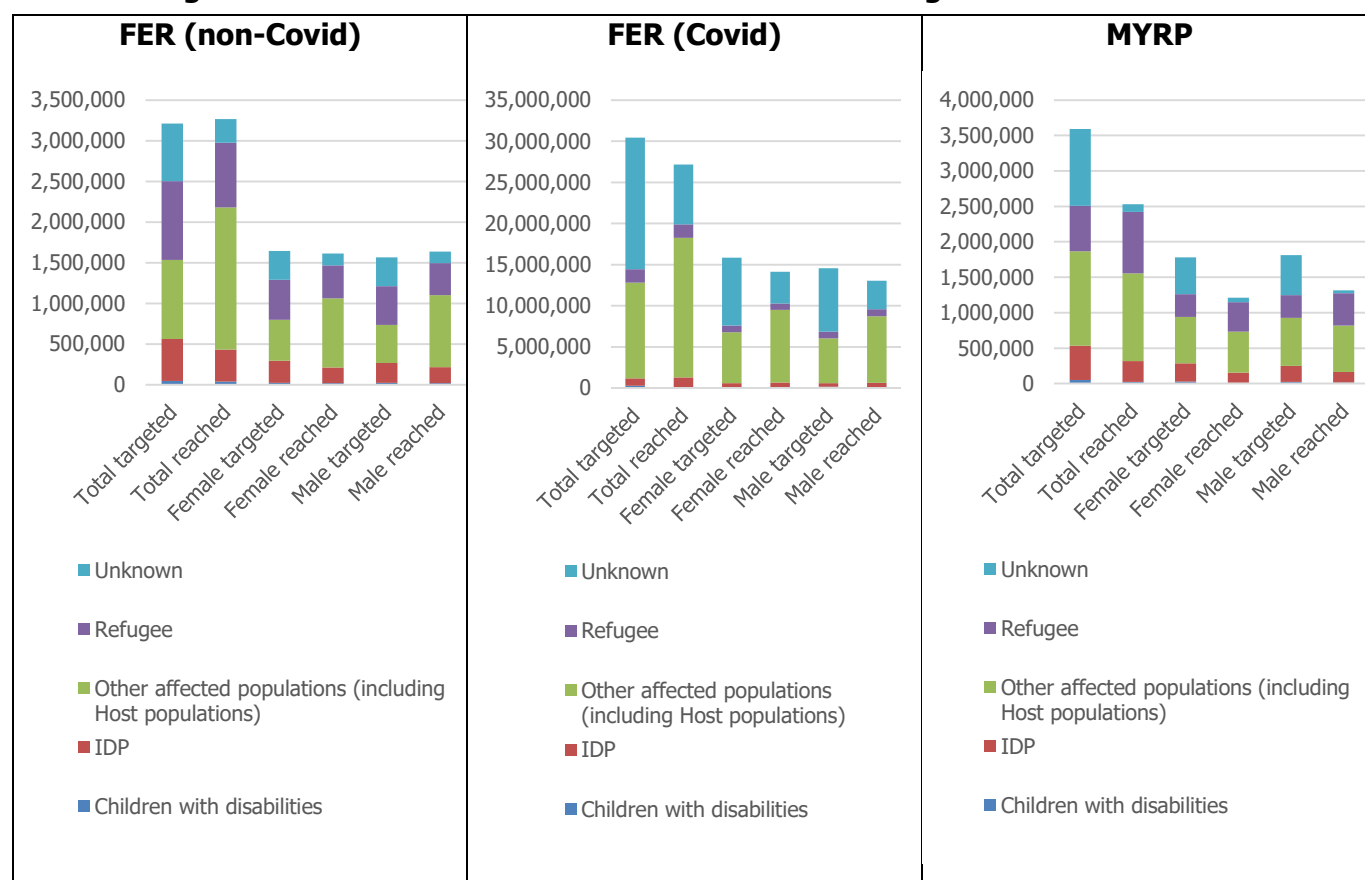 FER (non-Covid)
3,500,000
3,000,000
2,500,000
2,000,000
1,500,000
1,000,000
500,000
0
Total targeted
Total reached
Female targeted
Female reached
Male targeted
Male reached
Unknown
Refugee
Other affected populations (including
Host populations)
IDP
Children with disabilities
FER (Covid)
35,000,000
30,000,000
25,000,000
20,000,000
15,000,000
10,000,000
5,000,000
0
Total targeted
Total reached
Female targeted
Female reached
Male targeted
Male reached
Unknown
Refugee
Other affected populations
(including Host populations)
IDP
Children with disabilities
MYRP
4,000,000
3,500,000
3,000,000
2,500,000
2,000,000
1,500,000
1,000,000
500,000
0
Total targeted
Total reached
Female targeted
Female reached
Male targeted
Male reached
Unknown
Refugee
Other affected populations (including
Host populations)
IDP
Children with disabilities